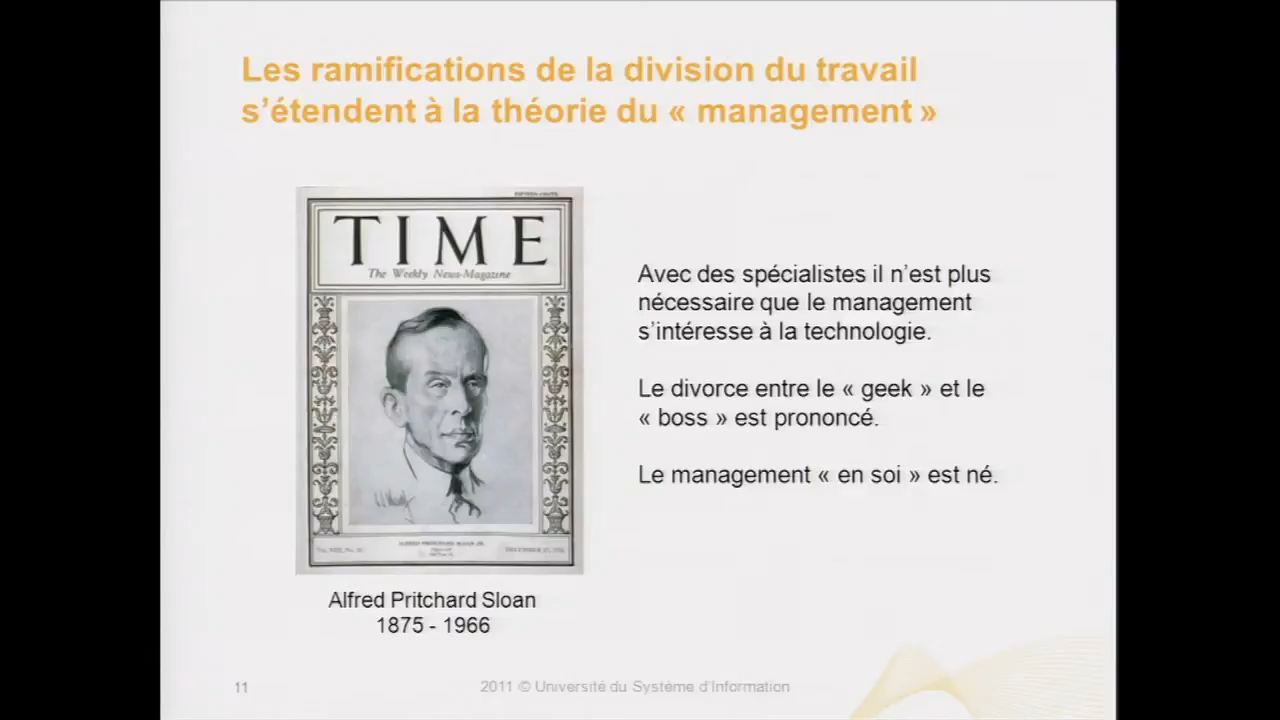 Les ramifications de la division du travail
s'étendent à la théorie du « management »
TIME
The Weekly News-Magazine
Avec des spécialistes il n'est plus
nécessaire que le management
s'intéresse à la technologie.
Le divorce entre le « geek » et le
« boss » est prononcé.
Le management « en soi » est né.
Alfred Pritchard Sloan
1875 - 1966
11
2011 © Université du Système d'Information